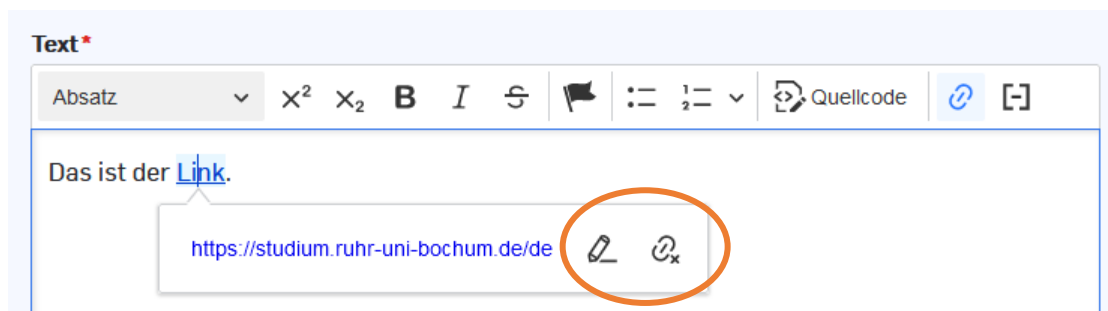 Text*
Absatz X² X₂ B I S Quellcode
Das ist der Link.
https://studium.ruhr-uni-bochum.de/de